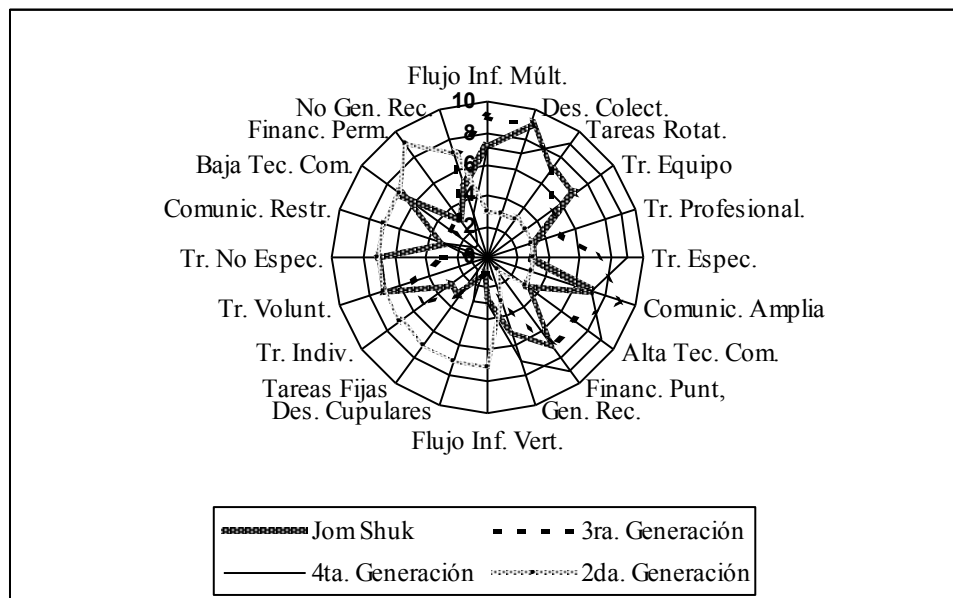 Flujo Inf. Múlt.
No Gen. Rec.
10
Des. Colect.
Financ. Perm.
8
Tareas Rotat.
Baja Tec. Com.
6
Tr. Equipo
Comunic. Restr.
4
Tr. Profesional.
2
Tr. No Espec.
0
Tr. Espec.
Tr. Volunt.
Comunic. Amplia
Tr. Indiv.
Alta Tec. Com.
Tareas Fijas
Financ. Punt,
Des. Cupulares
Gen. Rec.
Flujo Inf. Vert.
Jom Shuk
3ra. Generación
4ta. Generación
2da. Generación